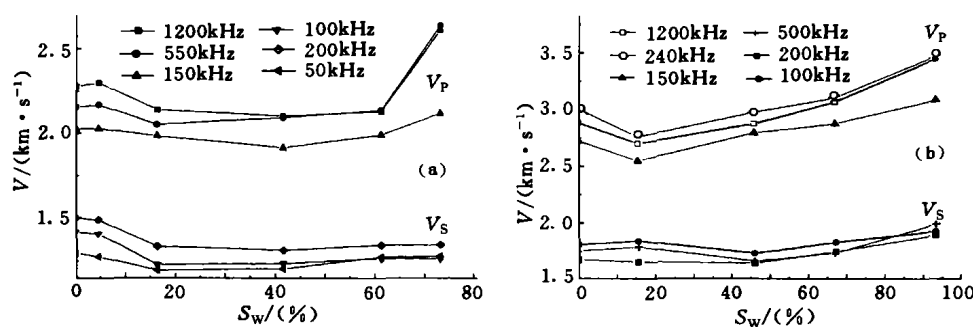 1200kHz 100kHz
550kHz 200kHz
150kHz 50kHz
2.5
2.0
1.5
V/(km·s⁻¹)
V_P
(a)
V_S
0 20 40 60 80
S_W/(%)
1200kHz 500kHz
240kHz 200kHz
150kHz 100kHz
3.5
3.0
2.5
2.0
1.5
V/(km·s⁻¹)
V_P
(b)
V_S
0 20 40 60 80 100
S_W/(%)